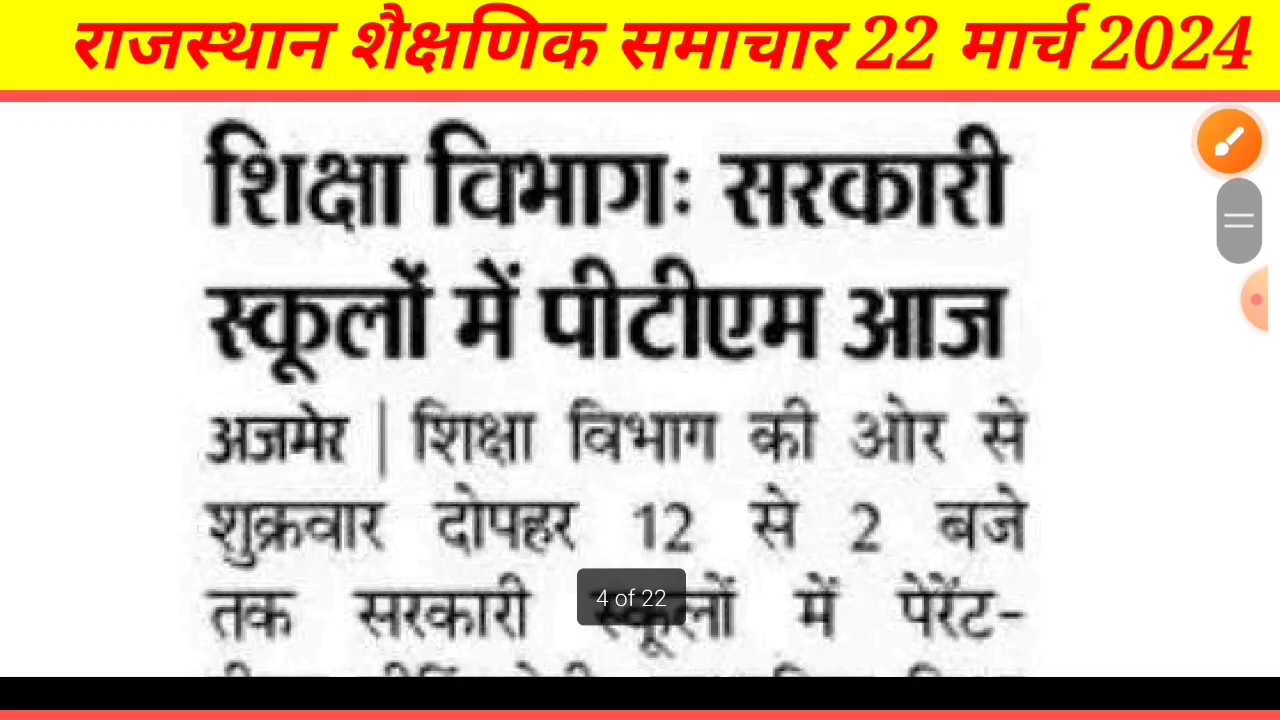 राजस्थान शैक्षणिक समाचार 22 मार्च 2024
शिक्षा विभागः सरकारी
स्कूलों में पीटीएम आज
अजमेर | शिक्षा विभाग की ओर से
शुक्रवार दोपहर 12 से 2 बजे
तक सरकारी स्कूलों में पेरेंट-
4 of 22